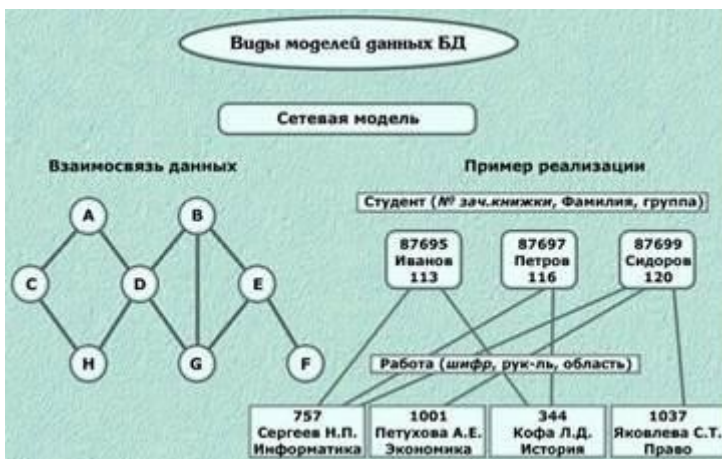 Виды моделей данных БД
Сетевая модель
Взаимосвязь данных
Пример реализации
Студент (№ зач.книжки, Фамилия, группа)
A
B
C
D
E
H
G
F
87695
Иванов
113
87697
Петров
116
87699
Сидоров
120
Работа (шифр, рук-ль, область)
757
Сергеев Н.П.
Информатика
1001
Петухова А.Е.
Экономика
344
Кофа Л.Д.
История
1037
Яковлева С.Т.
Право